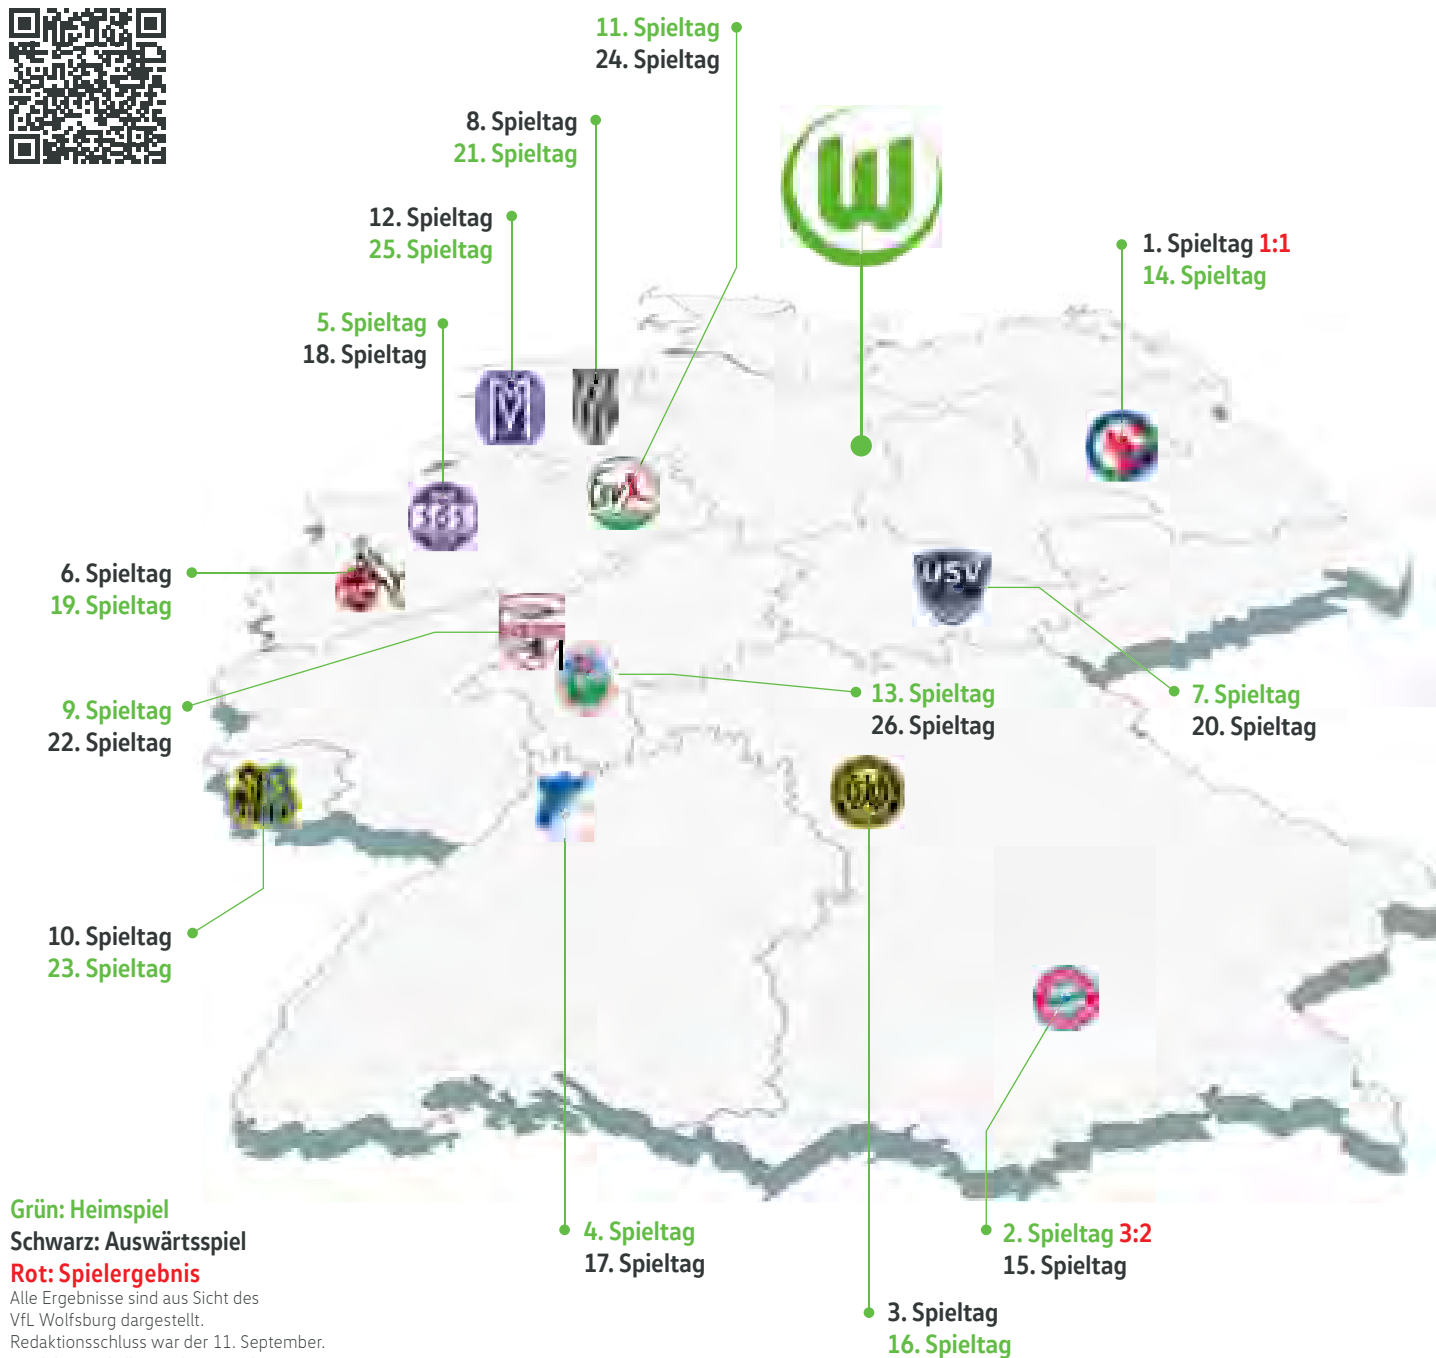 11. Spieltag
24. Spieltag
8. Spieltag
21. Spieltag
12. Spieltag
25. Spieltag
1. Spieltag 1:1
14. Spieltag
5. Spieltag
18. Spieltag
6. Spieltag
19. Spieltag
USV
9. Spieltag
22. Spieltag
13. Spieltag
26. Spieltag
7. Spieltag
20. Spieltag
10. Spieltag
23. Spieltag
Grün: Heimspiel
Schwarz: Auswärtsspiel
Rot: Spielergebnis
Alle Ergebnisse sind aus Sicht des
VfL Wolfsburg dargestellt.
Redaktionsschluss war der 11. September.
4. Spieltag
17. Spieltag
2. Spieltag 3:2
15. Spieltag
3. Spieltag
16. Spieltag